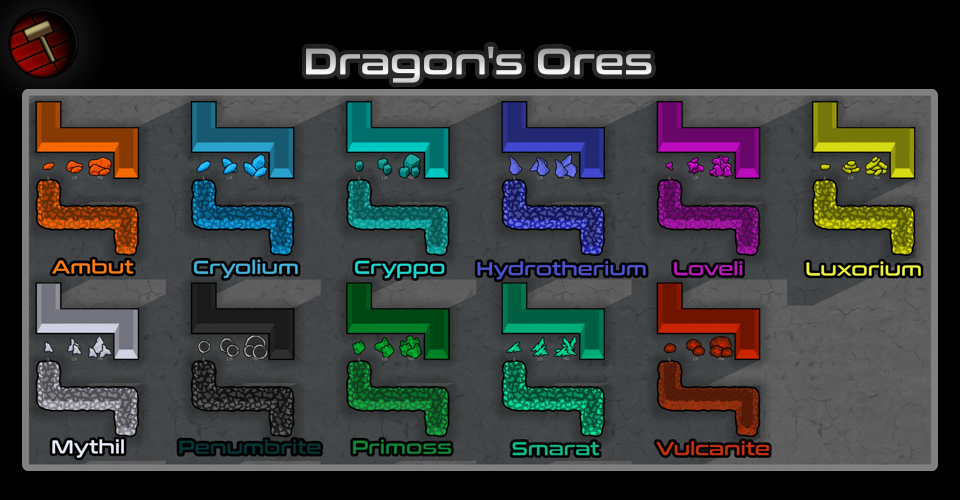 Dragon's Ores
Ambut
Cryolium
Cryppo
Hydrotherium
Loveli
Luxorium
Mythil
Penumbrite
Primoss
Smarat
Vulcanite